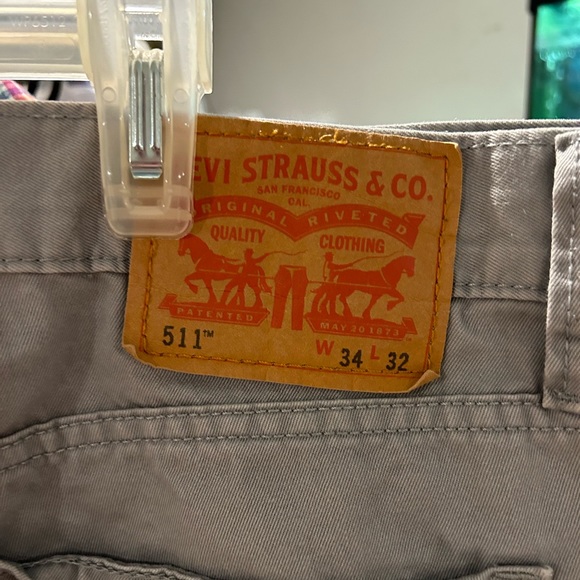 EVI STRAUSS & CO.
SAN FRANCISCO
CAL.
ORIGINAL RIVETED
QUALITY CLOTHING
PATENTED MAY 20 1873
511™ W 34 L 32